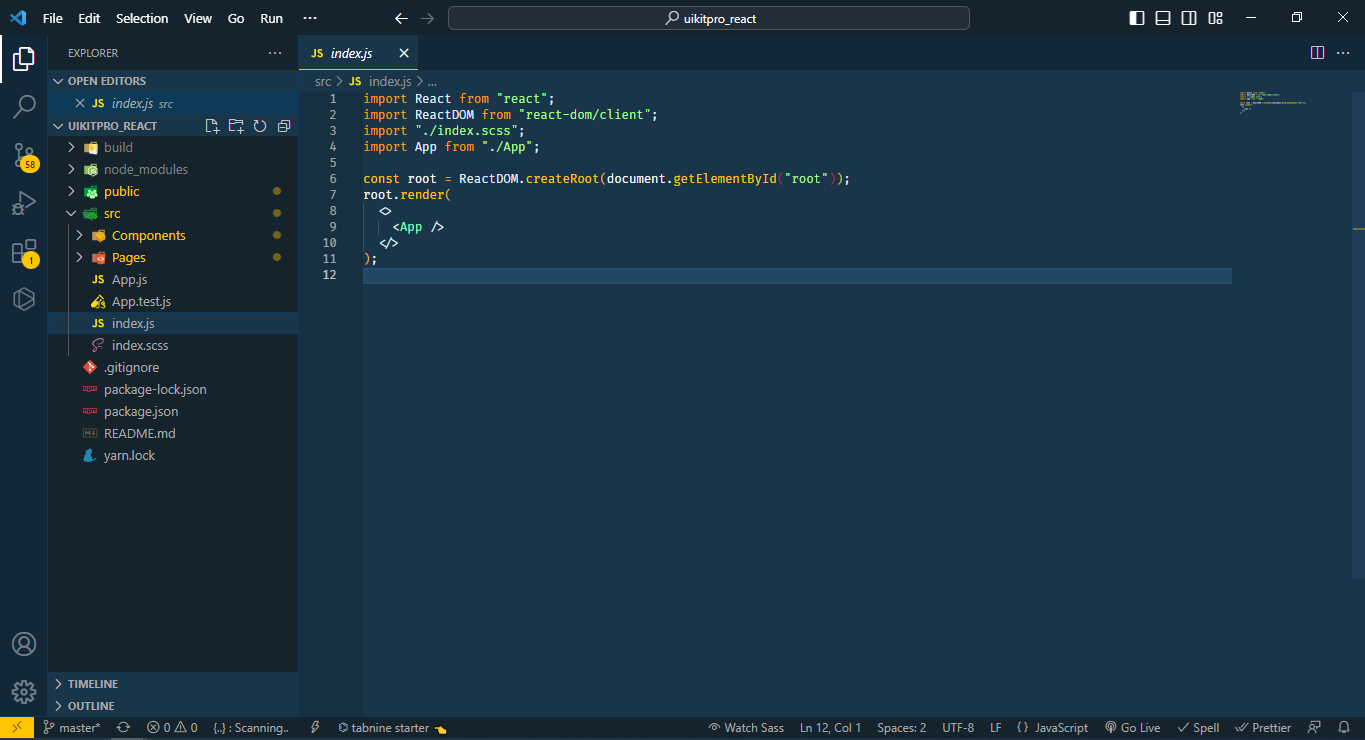 File Edit Selection View Go Run ··· uikitpro_react
EXPLORER ···
OPEN EDITORS
JS index.js src
UIKITPRO_REACT
build
node_modules
public
src
Components
Pages
JS App.js
App.test.js
JS index.js
index.scss
.gitignore
package-lock.json
package.json
README.md
yarn.lock
TIMELINE
OUTLINE
58
1
JS index.js
src > JS index.js > ...
1 import React from "react";
2 import ReactDOM from "react-dom/client";
3 import "./index.scss";
4 import App from "./App";
5
6 const root = ReactDOM.createRoot(document.getElementById("root"));
7 root.render(
8 <>
9 <App />
10 </>
11 );
12
master* 0 0 {..} : Scanning.. tabnine starter Watch Sass Ln 12, Col 1 Spaces: 2 UTF-8 LF {} JavaScript Go Live Spell Prettier